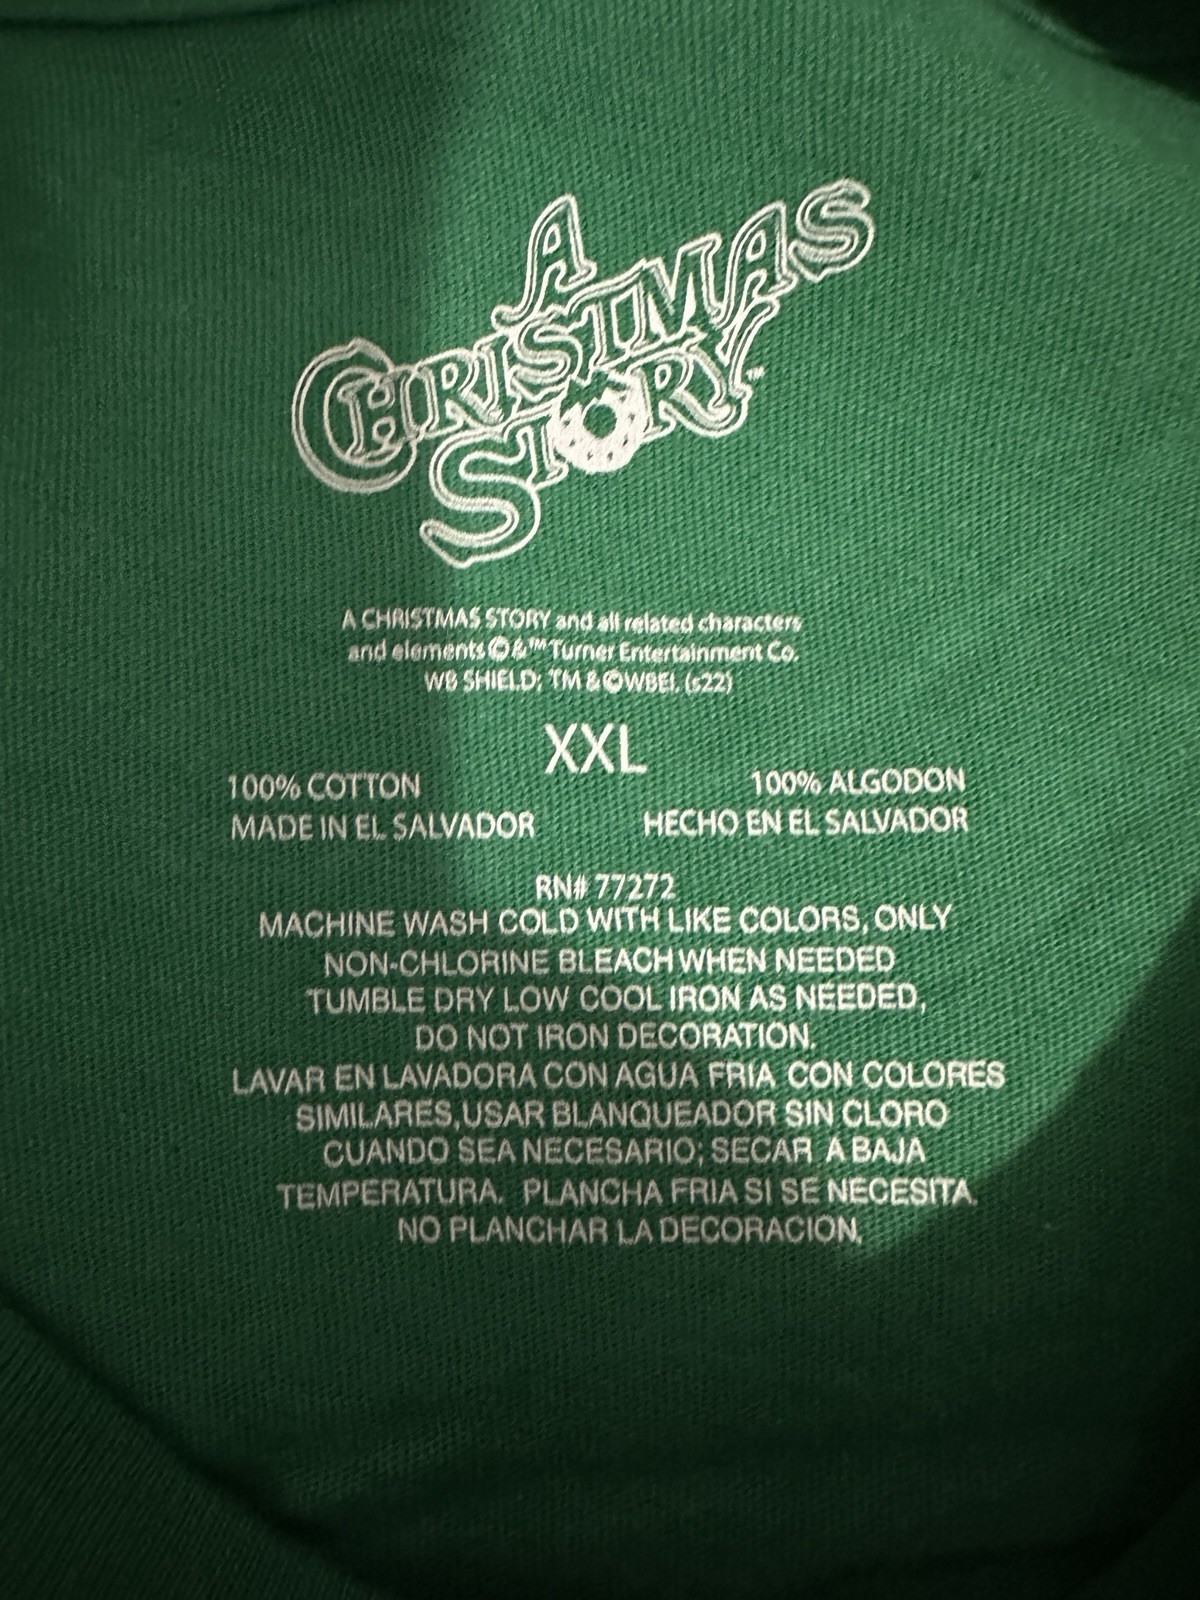 A
CHRISTMAS
STORY™
A CHRISTMAS STORY and all related characters
and elements © & ™ Turner Entertainment Co.
WB SHIELD: TM & © WBEI. (s22)
XXL
100% COTTON 100% ALGODON
MADE IN EL SALVADOR HECHO EN EL SALVADOR
RN# 77272
MACHINE WASH COLD WITH LIKE COLORS, ONLY
NON-CHLORINE BLEACH WHEN NEEDED
TUMBLE DRY LOW COOL IRON AS NEEDED,
DO NOT IRON DECORATION.
LAVAR EN LAVADORA CON AGUA FRIA CON COLORES
SIMILARES, USAR BLANQUEADOR SIN CLORO
CUANDO SEA NECESARIO; SECAR A BAJA
TEMPERATURA. PLANCHA FRIA SI SE NECESITA.
NO PLANCHAR LA DECORACION.